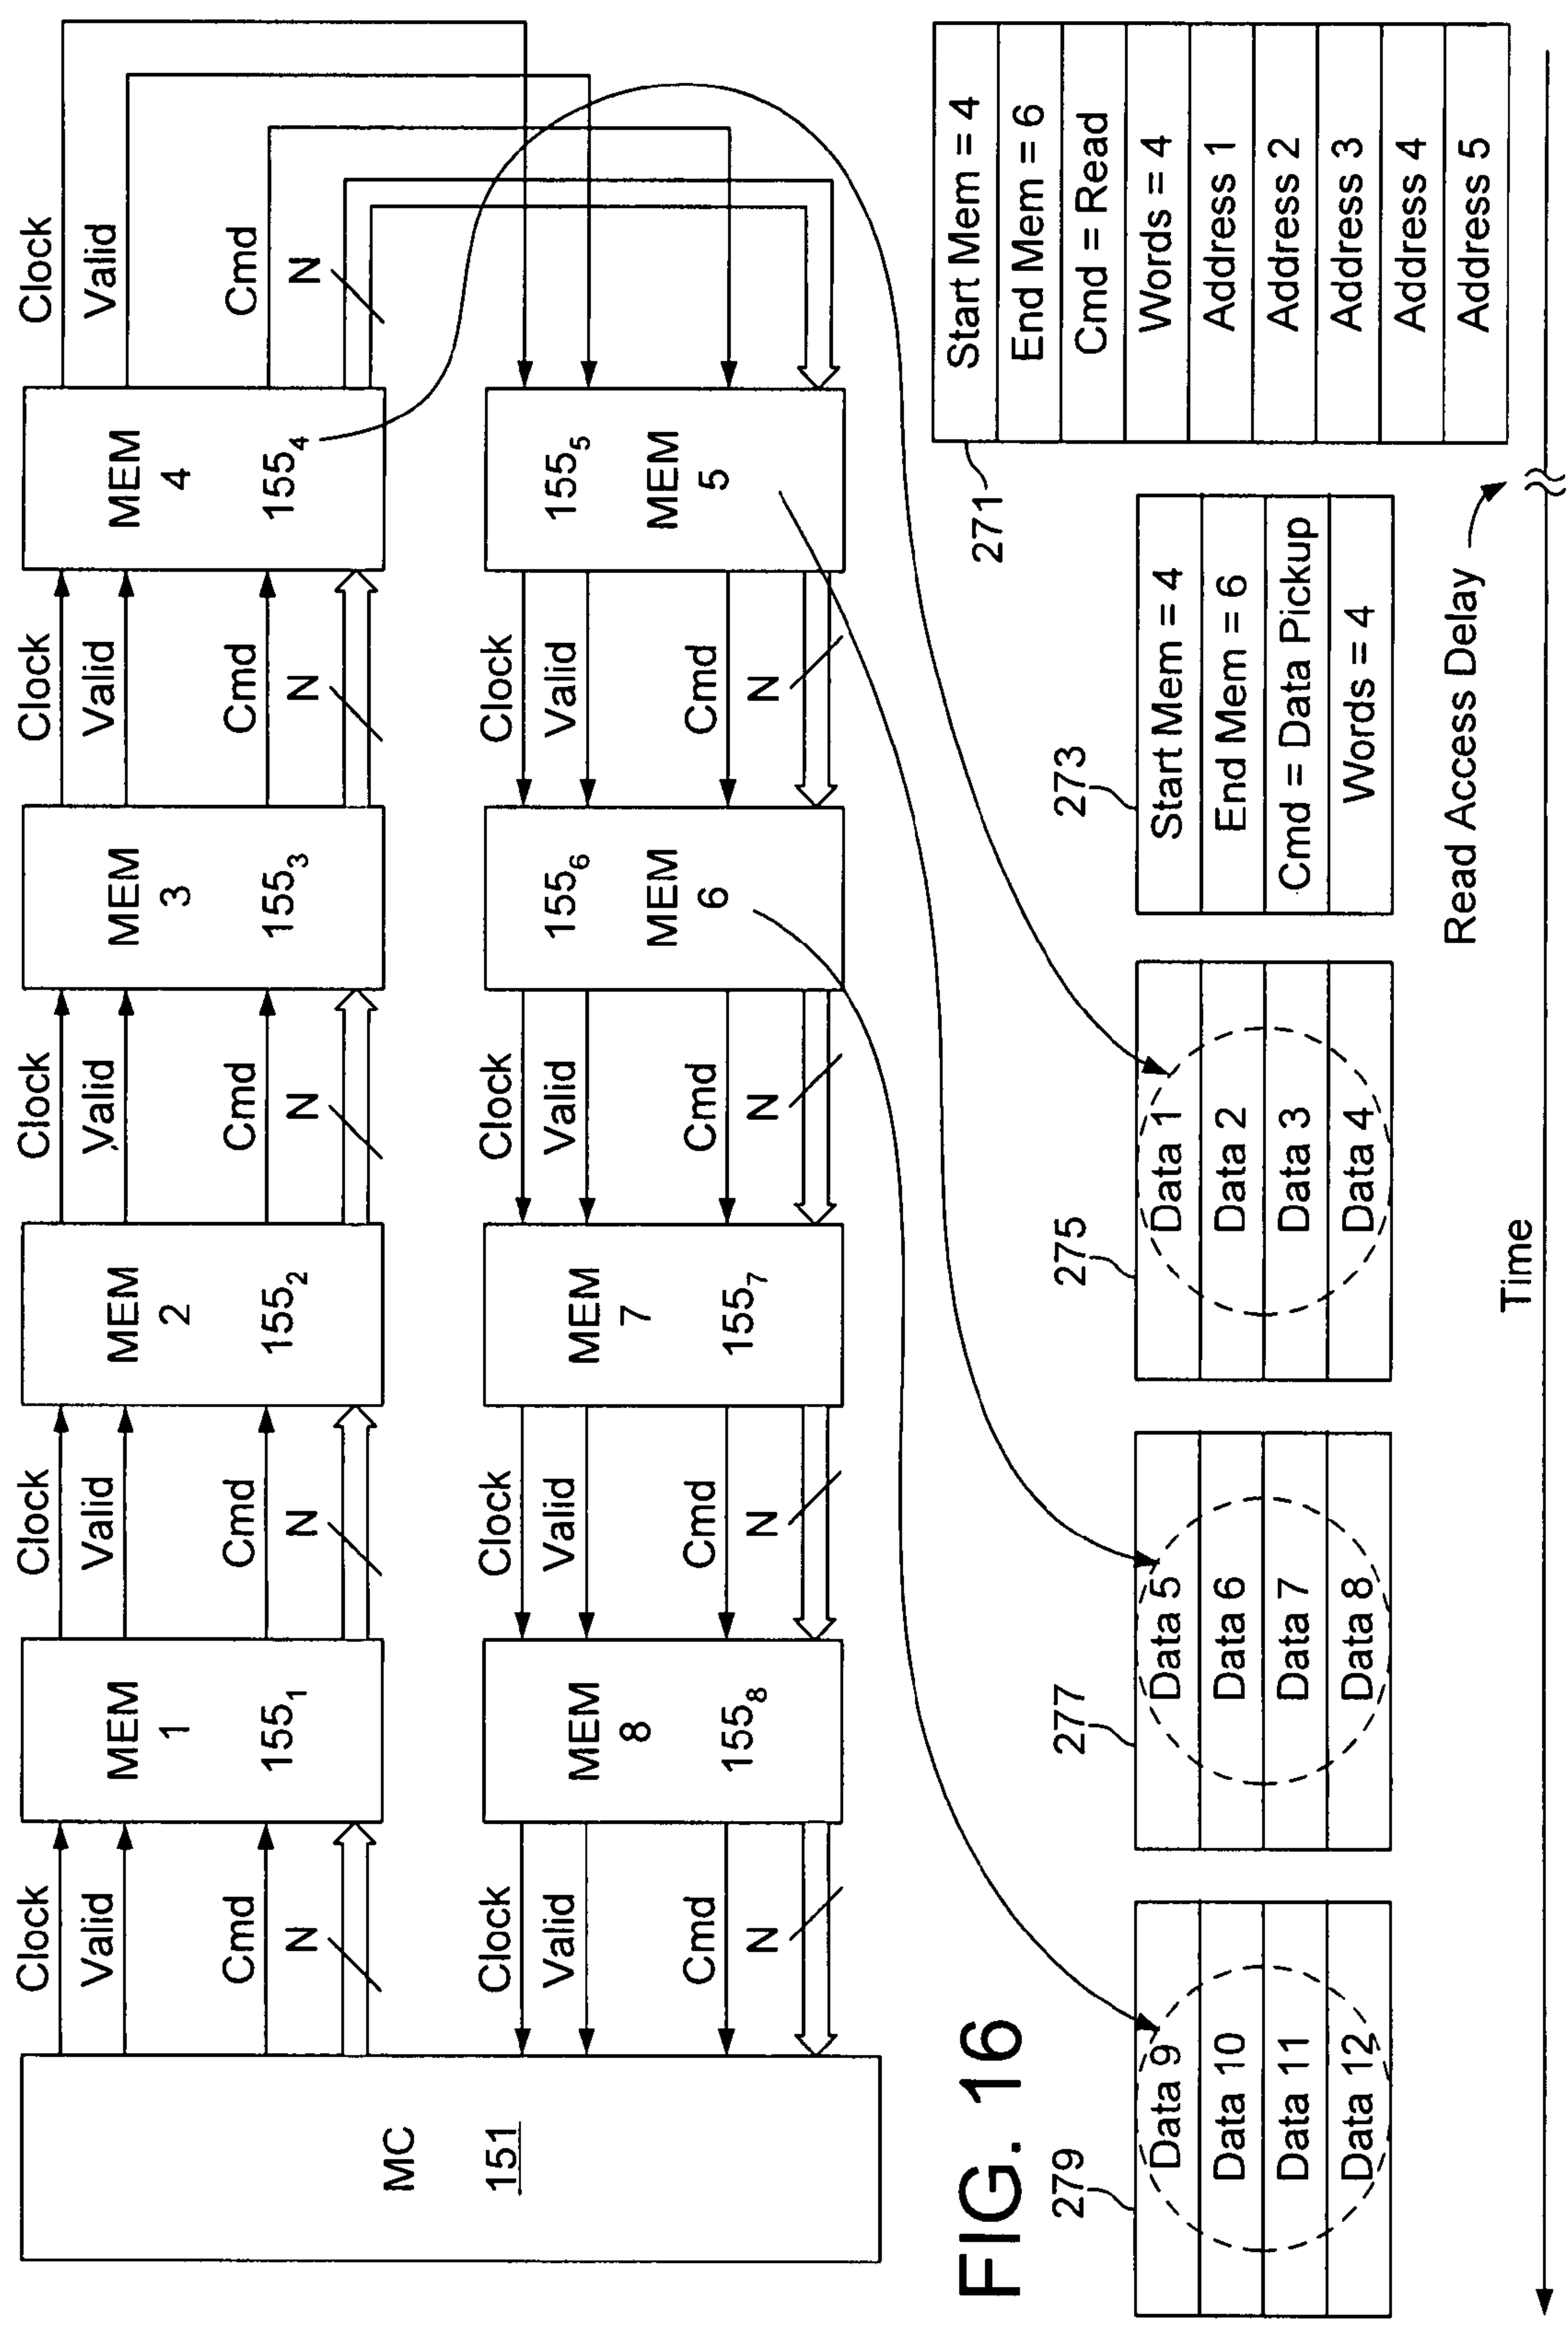 Clock
Valid
Cmd
N
Clock
Valid
Cmd
N
Clock
Valid
Cmd
N
Clock
Valid
Cmd
N
Clock
Valid
Cmd
N
MC
151
MEM
1
155₁
MEM
2
155₂
MEM
3
155₃
MEM
4
155₄
MEM
8
155₈
MEM
7
155₇
155₆
MEM
6
155₅
MEM
5
Clock
Valid
Cmd
N
Clock
Valid
Cmd
N
Clock
Valid
Cmd
N
Clock
Valid
Cmd
N
FIG. 16
279
Data 9
Data 10
Data 11
Data 12
277
Data 5
Data 6
Data 7
Data 8
275
Data 1
Data 2
Data 3
Data 4
273
Start Mem = 4
End Mem = 6
Cmd = Data Pickup
Words = 4
271
Start Mem = 4
End Mem = 6
Cmd = Read
Words = 4
Address 1
Address 2
Address 3
Address 4
Address 5
Read Access Delay
Time